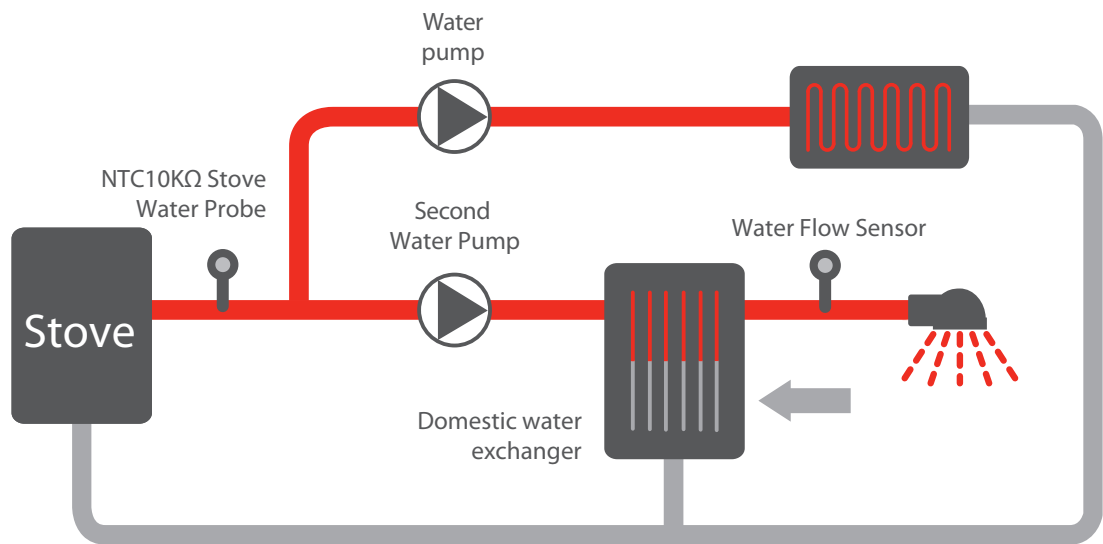 Water
pump
NTC10KΩ Stove
Water Probe
Second
Water Pump
Water Flow Sensor
Stove
Domestic water
exchanger